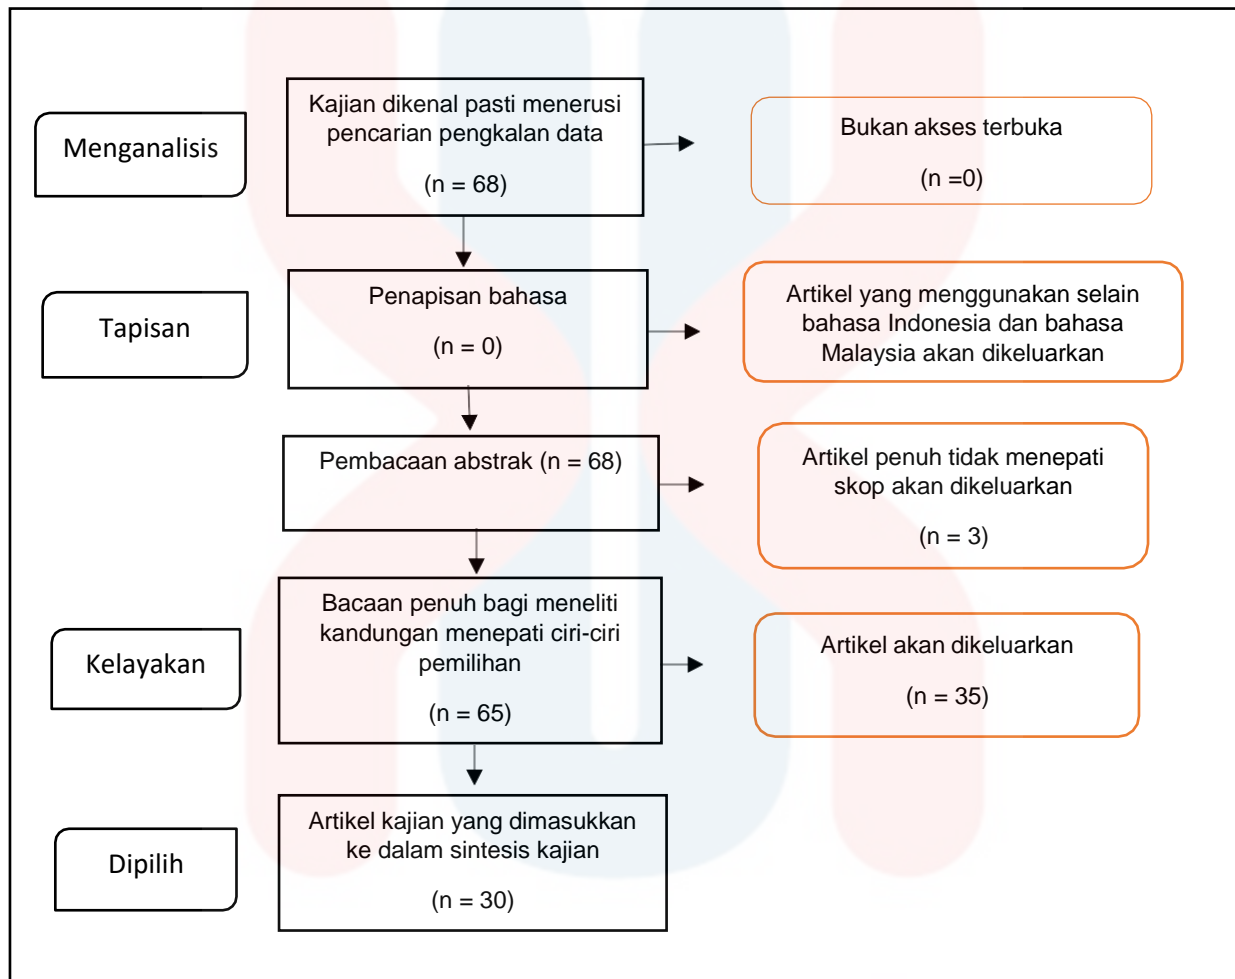 Menganalisis
Kajian dikenal pasti menerusi
pencarian pengkalan data
(n = 68)
Bukan akses terbuka
(n =0)
Tapisan
Penapisan bahasa
(n = 0)
Artikel yang menggunakan selain
bahasa Indonesia dan bahasa
Malaysia akan dikeluarkan
Pembacaan abstrak (n = 68)
Artikel penuh tidak menepati
skop akan dikeluarkan
(n = 3)
Kelayakan
Bacaan penuh bagi meneliti
kandungan menepati ciri-ciri
pemilihan
(n = 65)
Artikel akan dikeluarkan
(n = 35)
Dipilih
Artikel kajian yang dimasukkan
ke dalam sintesis kajian
(n = 30)